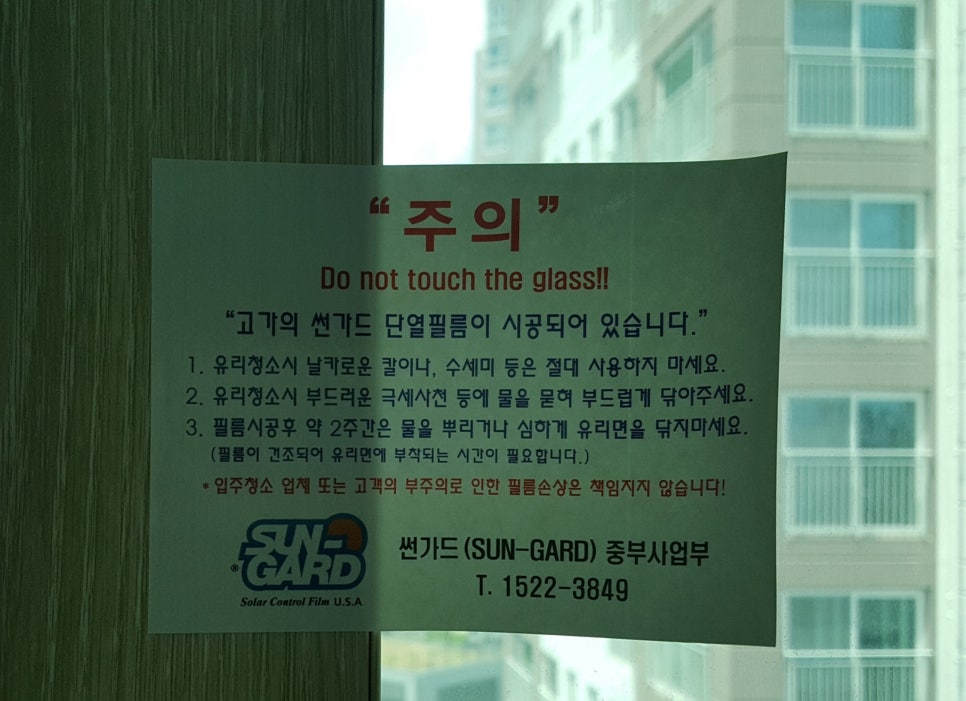 “주의”
Do not touch the glass!!
“고가의 썬가드 단열필름이 시공되어 있습니다.”
1. 유리청소시 날카로운 칼이나, 수세미 등은 절대 사용하지 마세요.
2. 유리청소시 부드러운 극세사천 등에 물을 묻혀 부드럽게 닦아주세요.
3. 필름시공후 약 2주간은 물을 뿌리거나 심하게 유리면을 닦지마세요.
(필름이 건조되어 유리면에 부착되는 시간이 필요합니다.)
* 입주청소 업체 또는 고객의 부주의로 인한 필름손상은 책임지지 않습니다!
SUN-
GARD
®
Solar Control Film U.S.A
썬가드(SUN-GARD) 중부사업부
T. 1522-3849